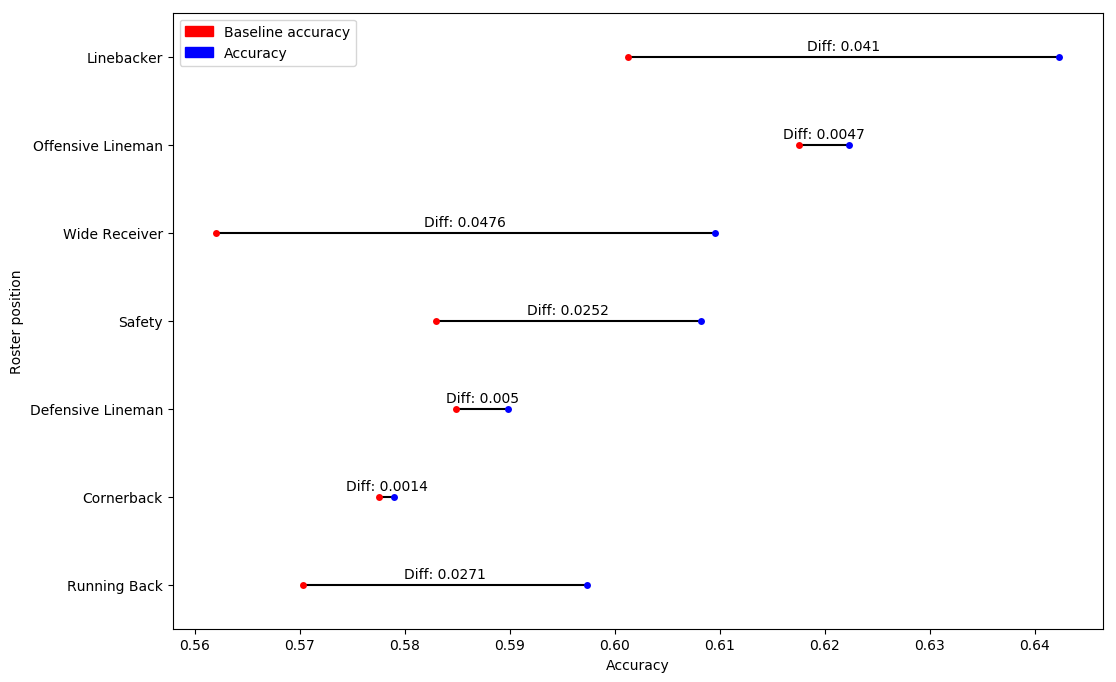 Baseline accuracy
Accuracy
Linebacker
Diff: 0.041
Offensive Lineman
Diff: 0.0047
Wide Receiver
Diff: 0.0476
Safety
Diff: 0.0252
Defensive Lineman
Diff: 0.005
Cornerback
Diff: 0.0014
Running Back
Diff: 0.0271
Roster position
0.56 0.57 0.58 0.59 0.60 0.61 0.62 0.63 0.64
Accuracy